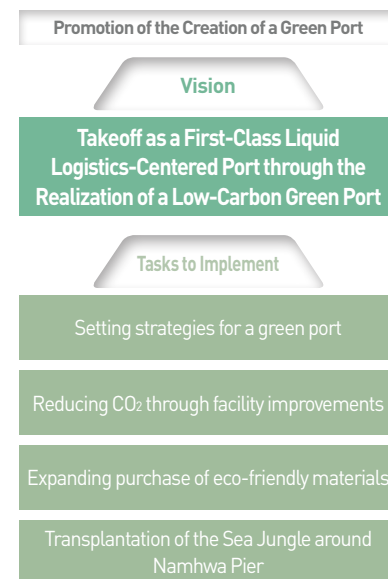 Promotion of the Creation of a Green Port
Vision
Takeoff as a First-Class Liquid
Logistics-Centered Port through the
Realization of a Low-Carbon Green Port
Tasks to Implement
Setting strategies for a green port
Reducing CO₂ through facility improvements
Expanding purchase of eco-friendly materials
Transplantation of the Sea Jungle around
Namhwa Pier